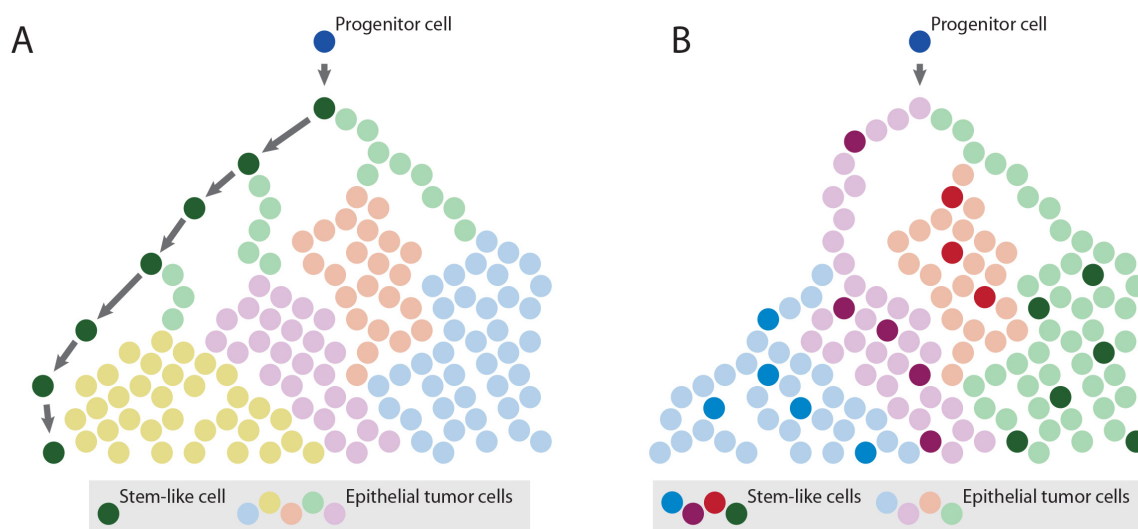 A
Progenitor cell
B
Progenitor cell
Stem-like cell
Epithelial tumor cells
Stem-like cells
Epithelial tumor cells